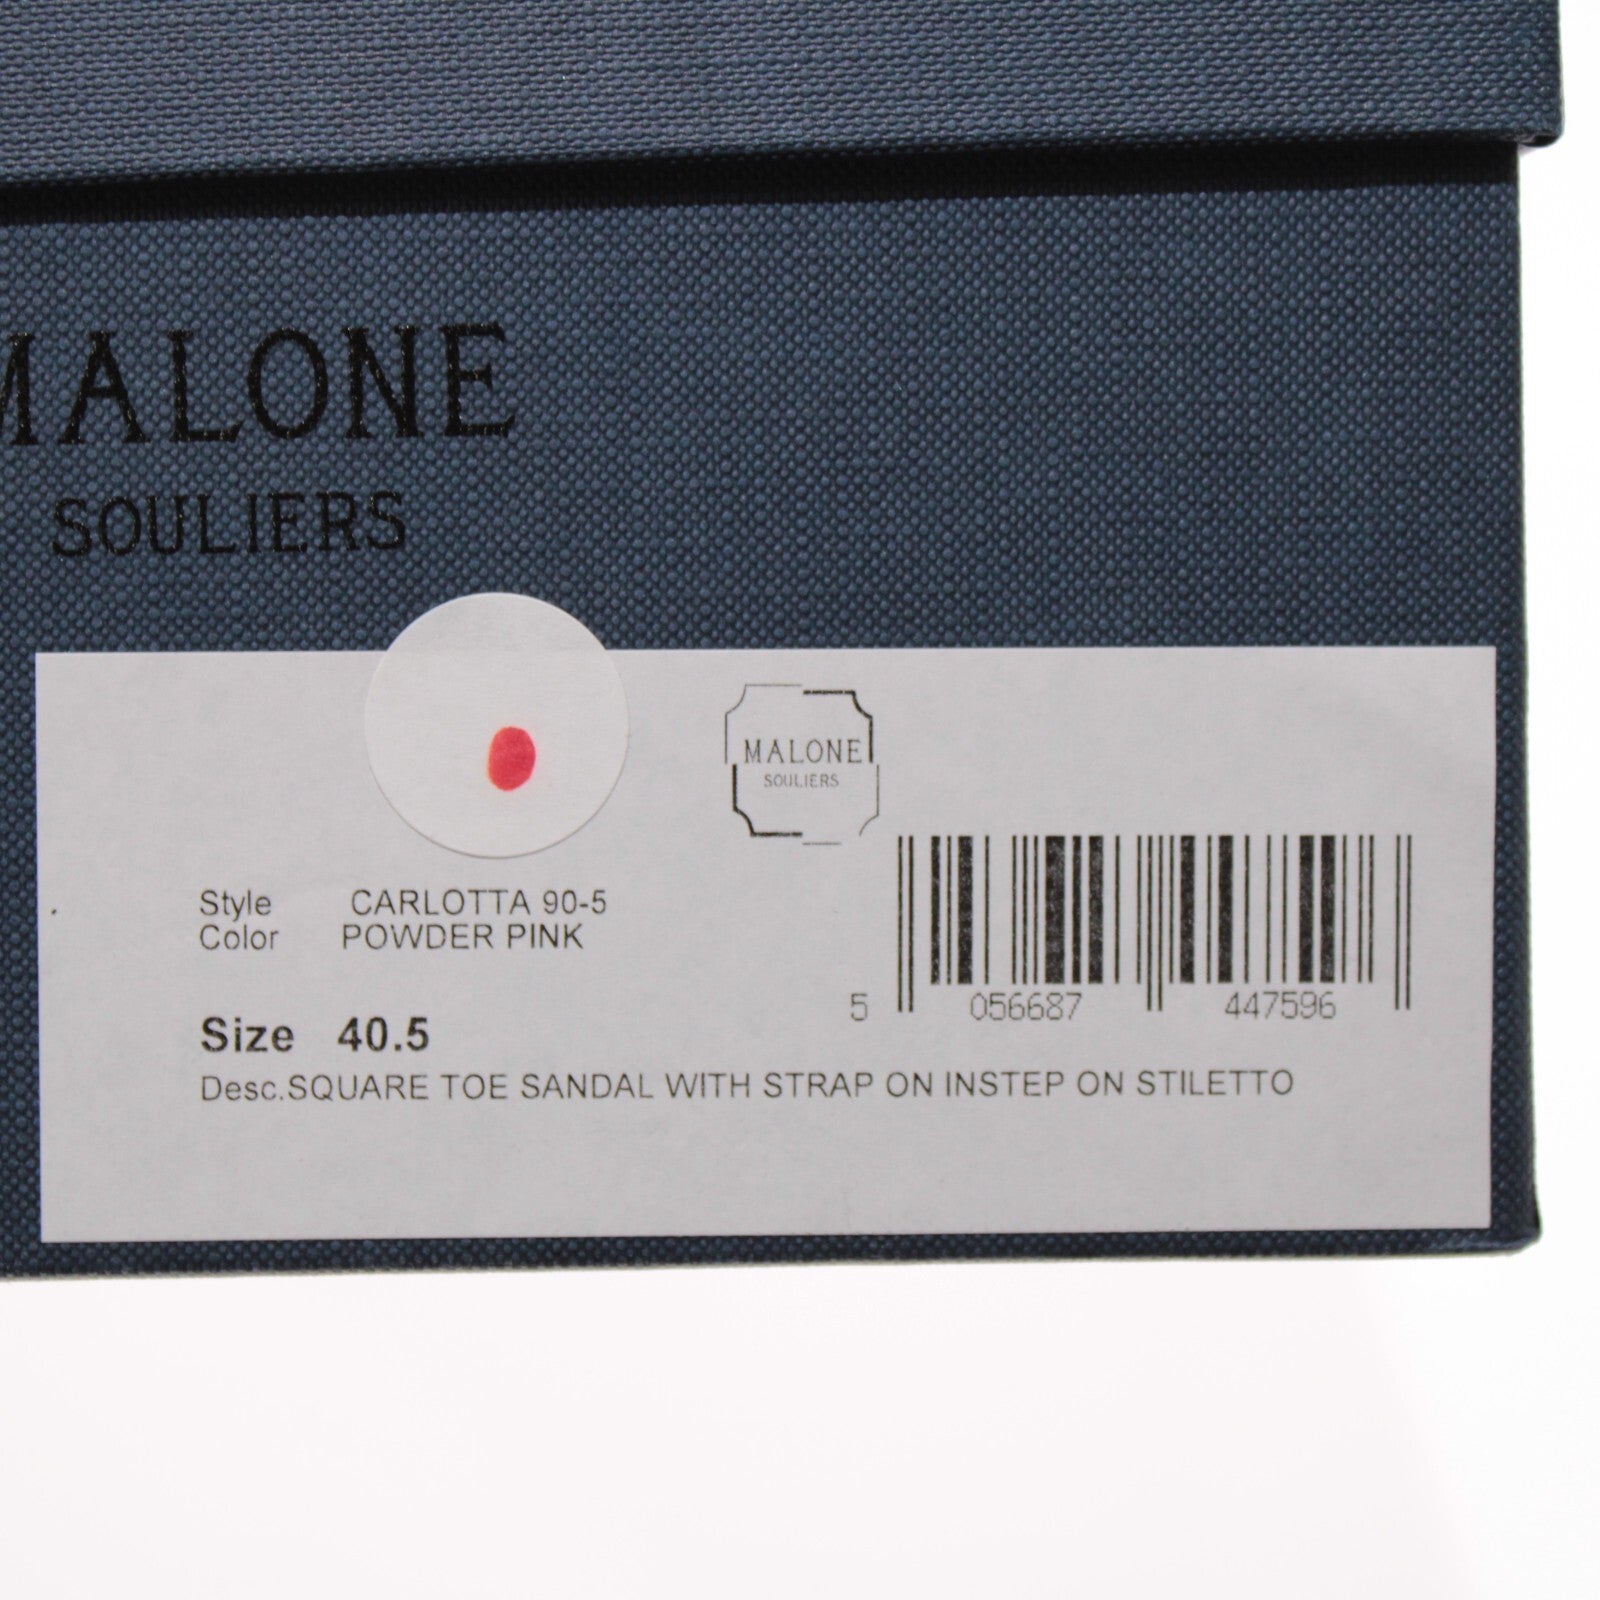 MALONE
SOULIERS
MALONE
SOULIERS
Style CARLOTTA 90-5
Color POWDER PINK
5 056687 447596
Size 40.5
Desc.SQUARE TOE SANDAL WITH STRAP ON INSTEP ON STILETTO